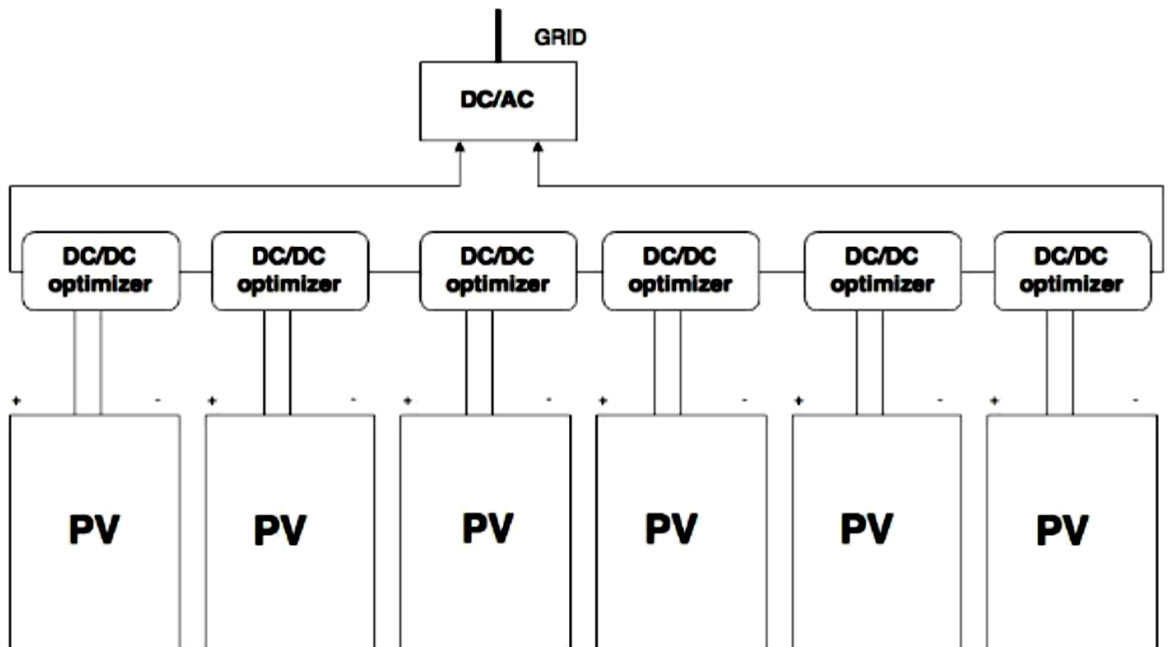 GRID
DC/AC
DC/DC
optimizer
DC/DC
optimizer
DC/DC
optimizer
DC/DC
optimizer
DC/DC
optimizer
DC/DC
optimizer
+ - + - + - + - + - + -
PV PV PV PV PV PV